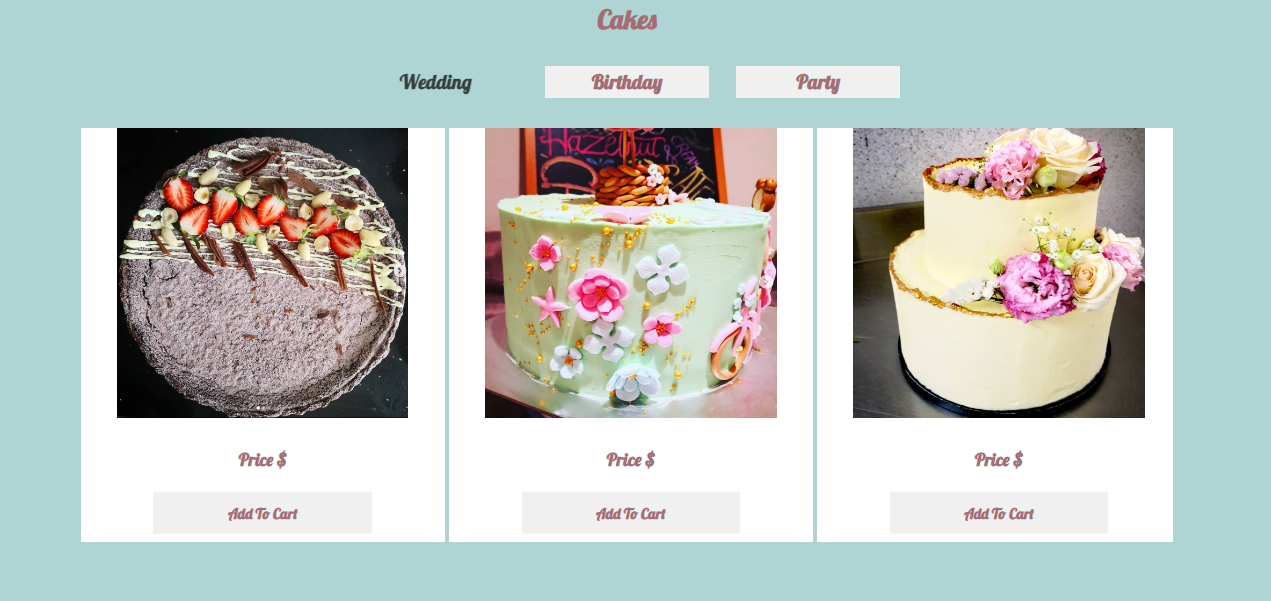 Cakes
Wedding Birthday Party
Hazelnut
Price $ Price $ Price $
Add To Cart Add To Cart Add To Cart